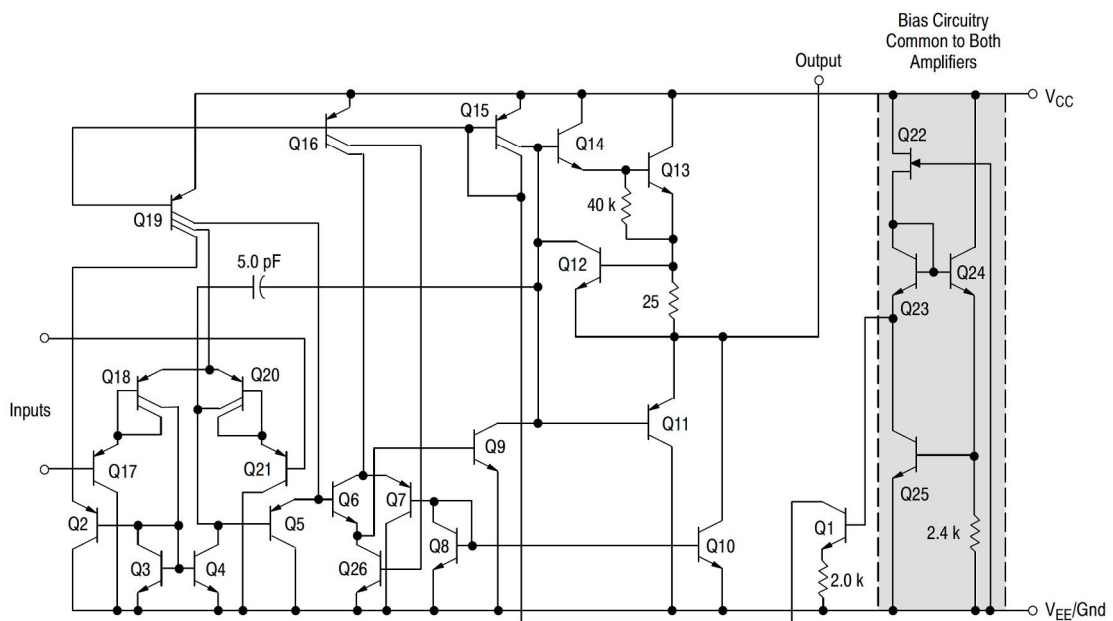 Bias Circuitry
Common to Both
Amplifiers
Output
VCC
Q15
Q22
Q16
Q14
Q13
Q19
40 k
5.0 pF
Q12
Q24
25
Q23
Q18
Q20
Inputs
Q11
Q9
Q17
Q21
Q25
Q2
Q5
Q6
Q7
Q1
2.4 k
Q3
Q4
Q26
Q8
Q10
2.0 k
VEE/Gnd